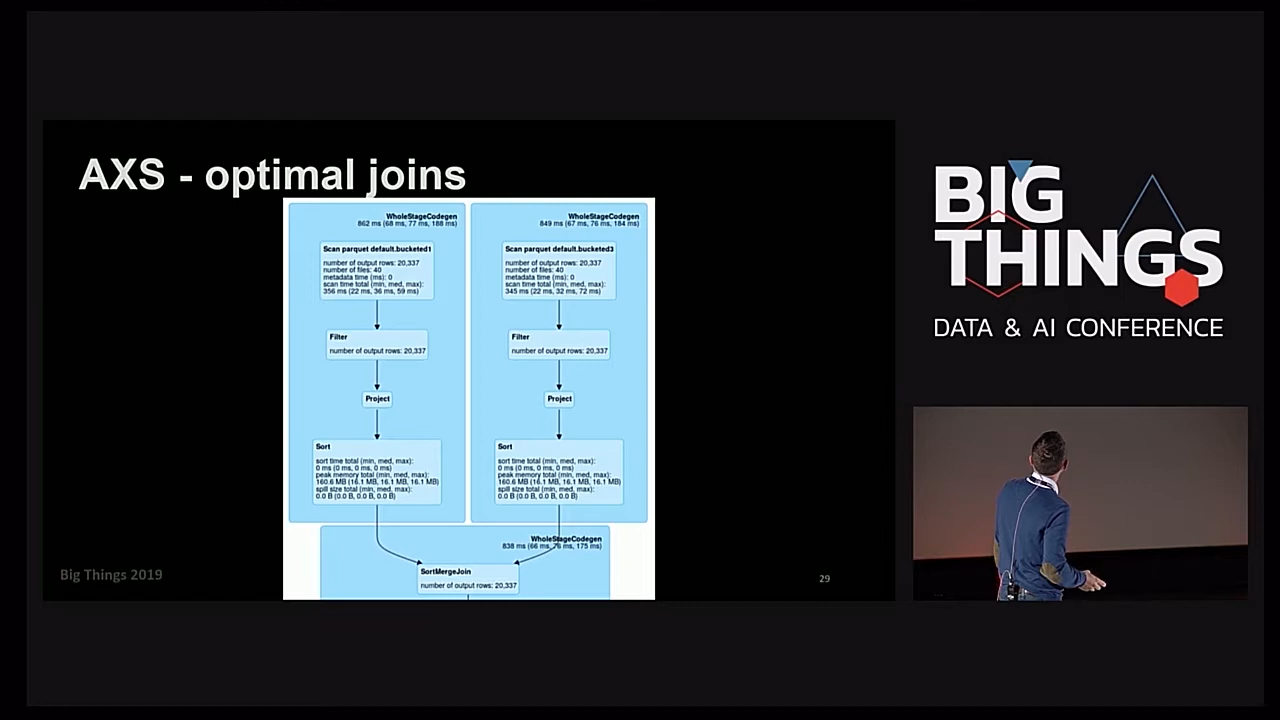 AXS - optimal joins
WholeStageCodegen
862 ms (68 ms, 77 ms, 188 ms)
Scan parquet default.bucketed1
number of output rows: 20,337
number of files: 40
metadata time (ms): 0
scan time total (min, med, max):
356 ms (22 ms, 36 ms, 59 ms)
Filter
number of output rows: 20,337
Project
Sort
sort time total (min, med, max):
0 ms (0 ms, 0 ms, 0 ms)
peak memory total (min, med, max):
160.6 MB (16.1 MB, 16.1 MB, 16.1 MB)
spill size total (min, med, max):
0.0 B (0.0 B, 0.0 B, 0.0 B)
WholeStageCodegen
849 ms (67 ms, 76 ms, 184 ms)
Scan parquet default.bucketed3
number of output rows: 20,337
number of files: 40
metadata time (ms): 0
scan time total (min, med, max):
345 ms (22 ms, 32 ms, 72 ms)
Filter
number of output rows: 20,337
Project
Sort
sort time total (min, med, max):
0 ms (0 ms, 0 ms, 0 ms)
peak memory total (min, med, max):
160.6 MB (16.1 MB, 16.1 MB, 16.1 MB)
spill size total (min, med, max):
0.0 B (0.0 B, 0.0 B, 0.0 B)
WholeStageCodegen
838 ms (66 ms, 76 ms, 175 ms)
SortMergeJoin
number of output rows: 20,337
Big Things 2019
29
BIG
THINGS
DATA & AI CONFERENCE